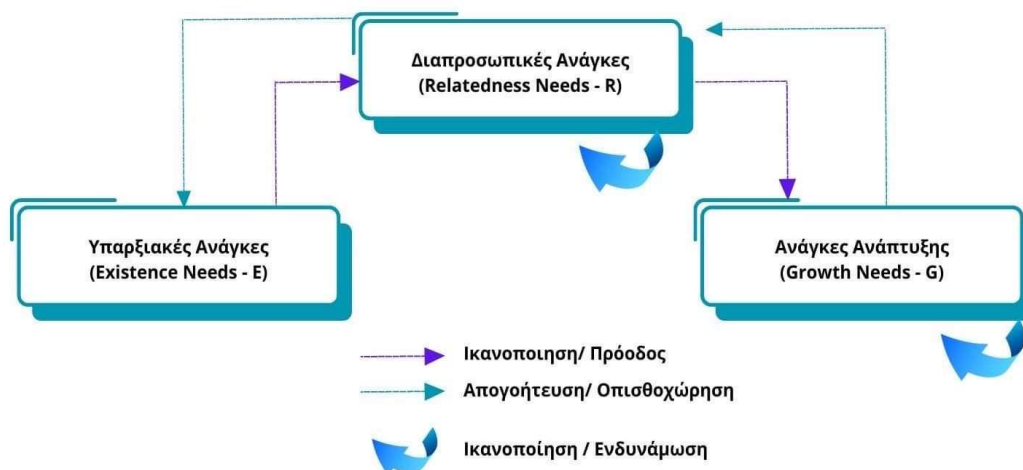 Διαπροσωπικές Ανάγκες
(Relatedness Needs - R)
Υπαρξιακές Ανάγκες
(Existence Needs - E)
Ανάγκες Ανάπτυξης
(Growth Needs - G)
Ικανοποιηση/ Πρόοδος
Απογοήτευση/ Οπισθοχώρηση
Ικανοποίηση / Ενδυνάμωση